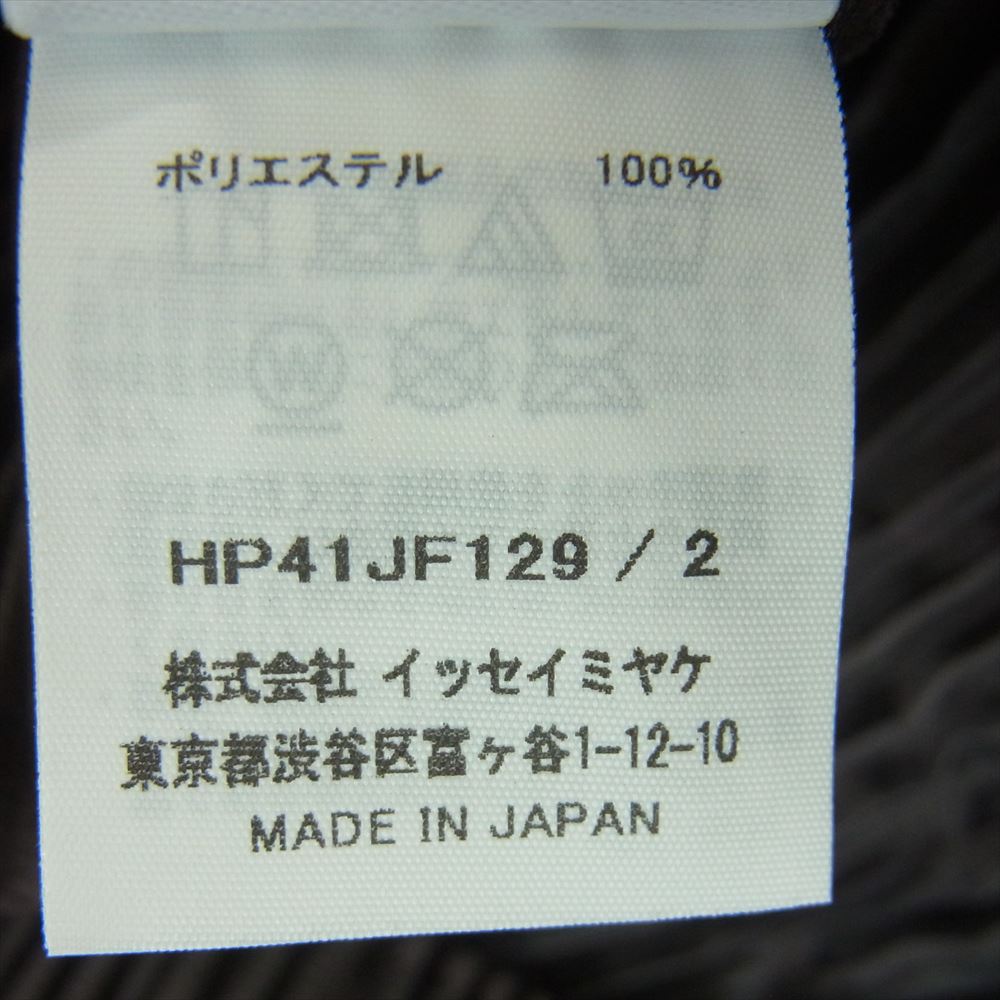 ポリエステル 100%
HP41JF129 / 2
株式会社 イッセイミヤケ
東京都渋谷区富ヶ谷1-12-10
MADE IN JAPAN